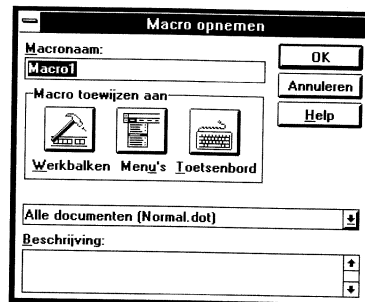 Macro opnemen
Macronaam:
Macro1
OK
Annuleren
Help
Macro toewijzen aan
Werkbalken Menu's Toetsenbord
Alle documenten (Normal.dot)
Beschrijving: